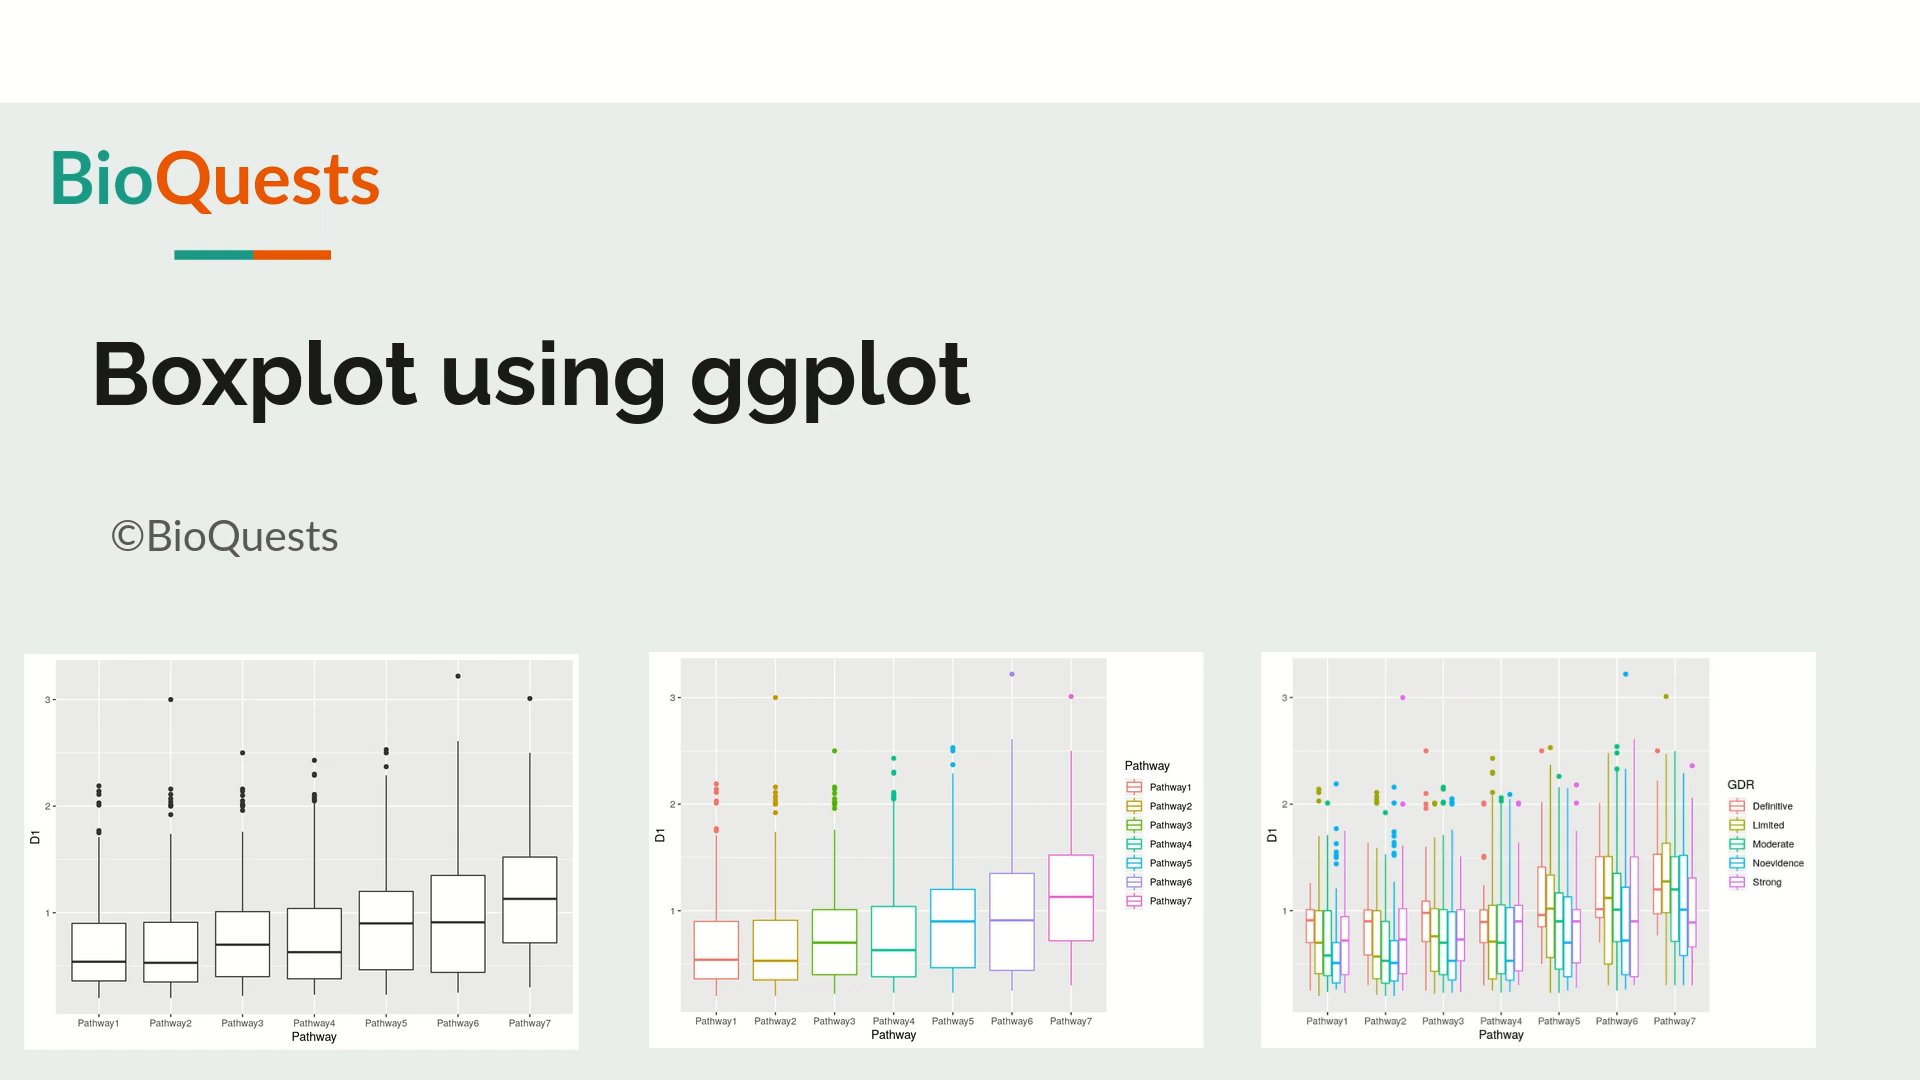 BioQuests
Boxplot using ggplot
©BioQuests
3
2
1
D1
Pathway1 Pathway2 Pathway3 Pathway4 Pathway5 Pathway6 Pathway7
Pathway
3
2
1
D1
Pathway1 Pathway2 Pathway3 Pathway4 Pathway5 Pathway6 Pathway7
Pathway
Pathway
Pathway1
Pathway2
Pathway3
Pathway4
Pathway5
Pathway6
Pathway7
3
2
1
D1
Pathway1 Pathway2 Pathway3 Pathway4 Pathway5 Pathway6 Pathway7
Pathway
GDR
Definitive
Limited
Moderate
Noevidence
Strong